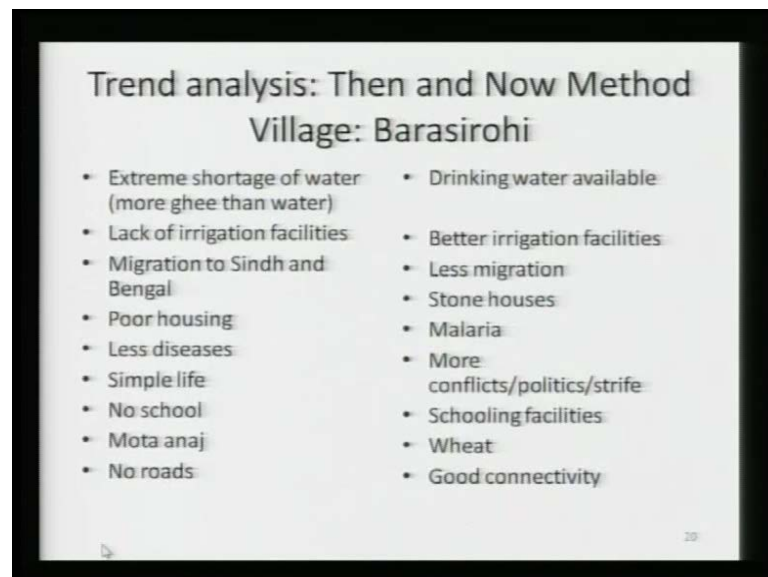 Trend analysis: Then and Now Method
Village: Barasirohi
• Extreme shortage of water
(more ghee than water)
• Lack of irrigation facilities
• Migration to Sindh and
Bengal
• Poor housing
• Less diseases
• Simple life
• No school
• Mota anaj
• No roads
• Drinking water available
• Better irrigation facilities
• Less migration
• Stone houses
• Malaria
• More
conflicts/politics/strife
• Schooling facilities
• Wheat
• Good connectivity
20